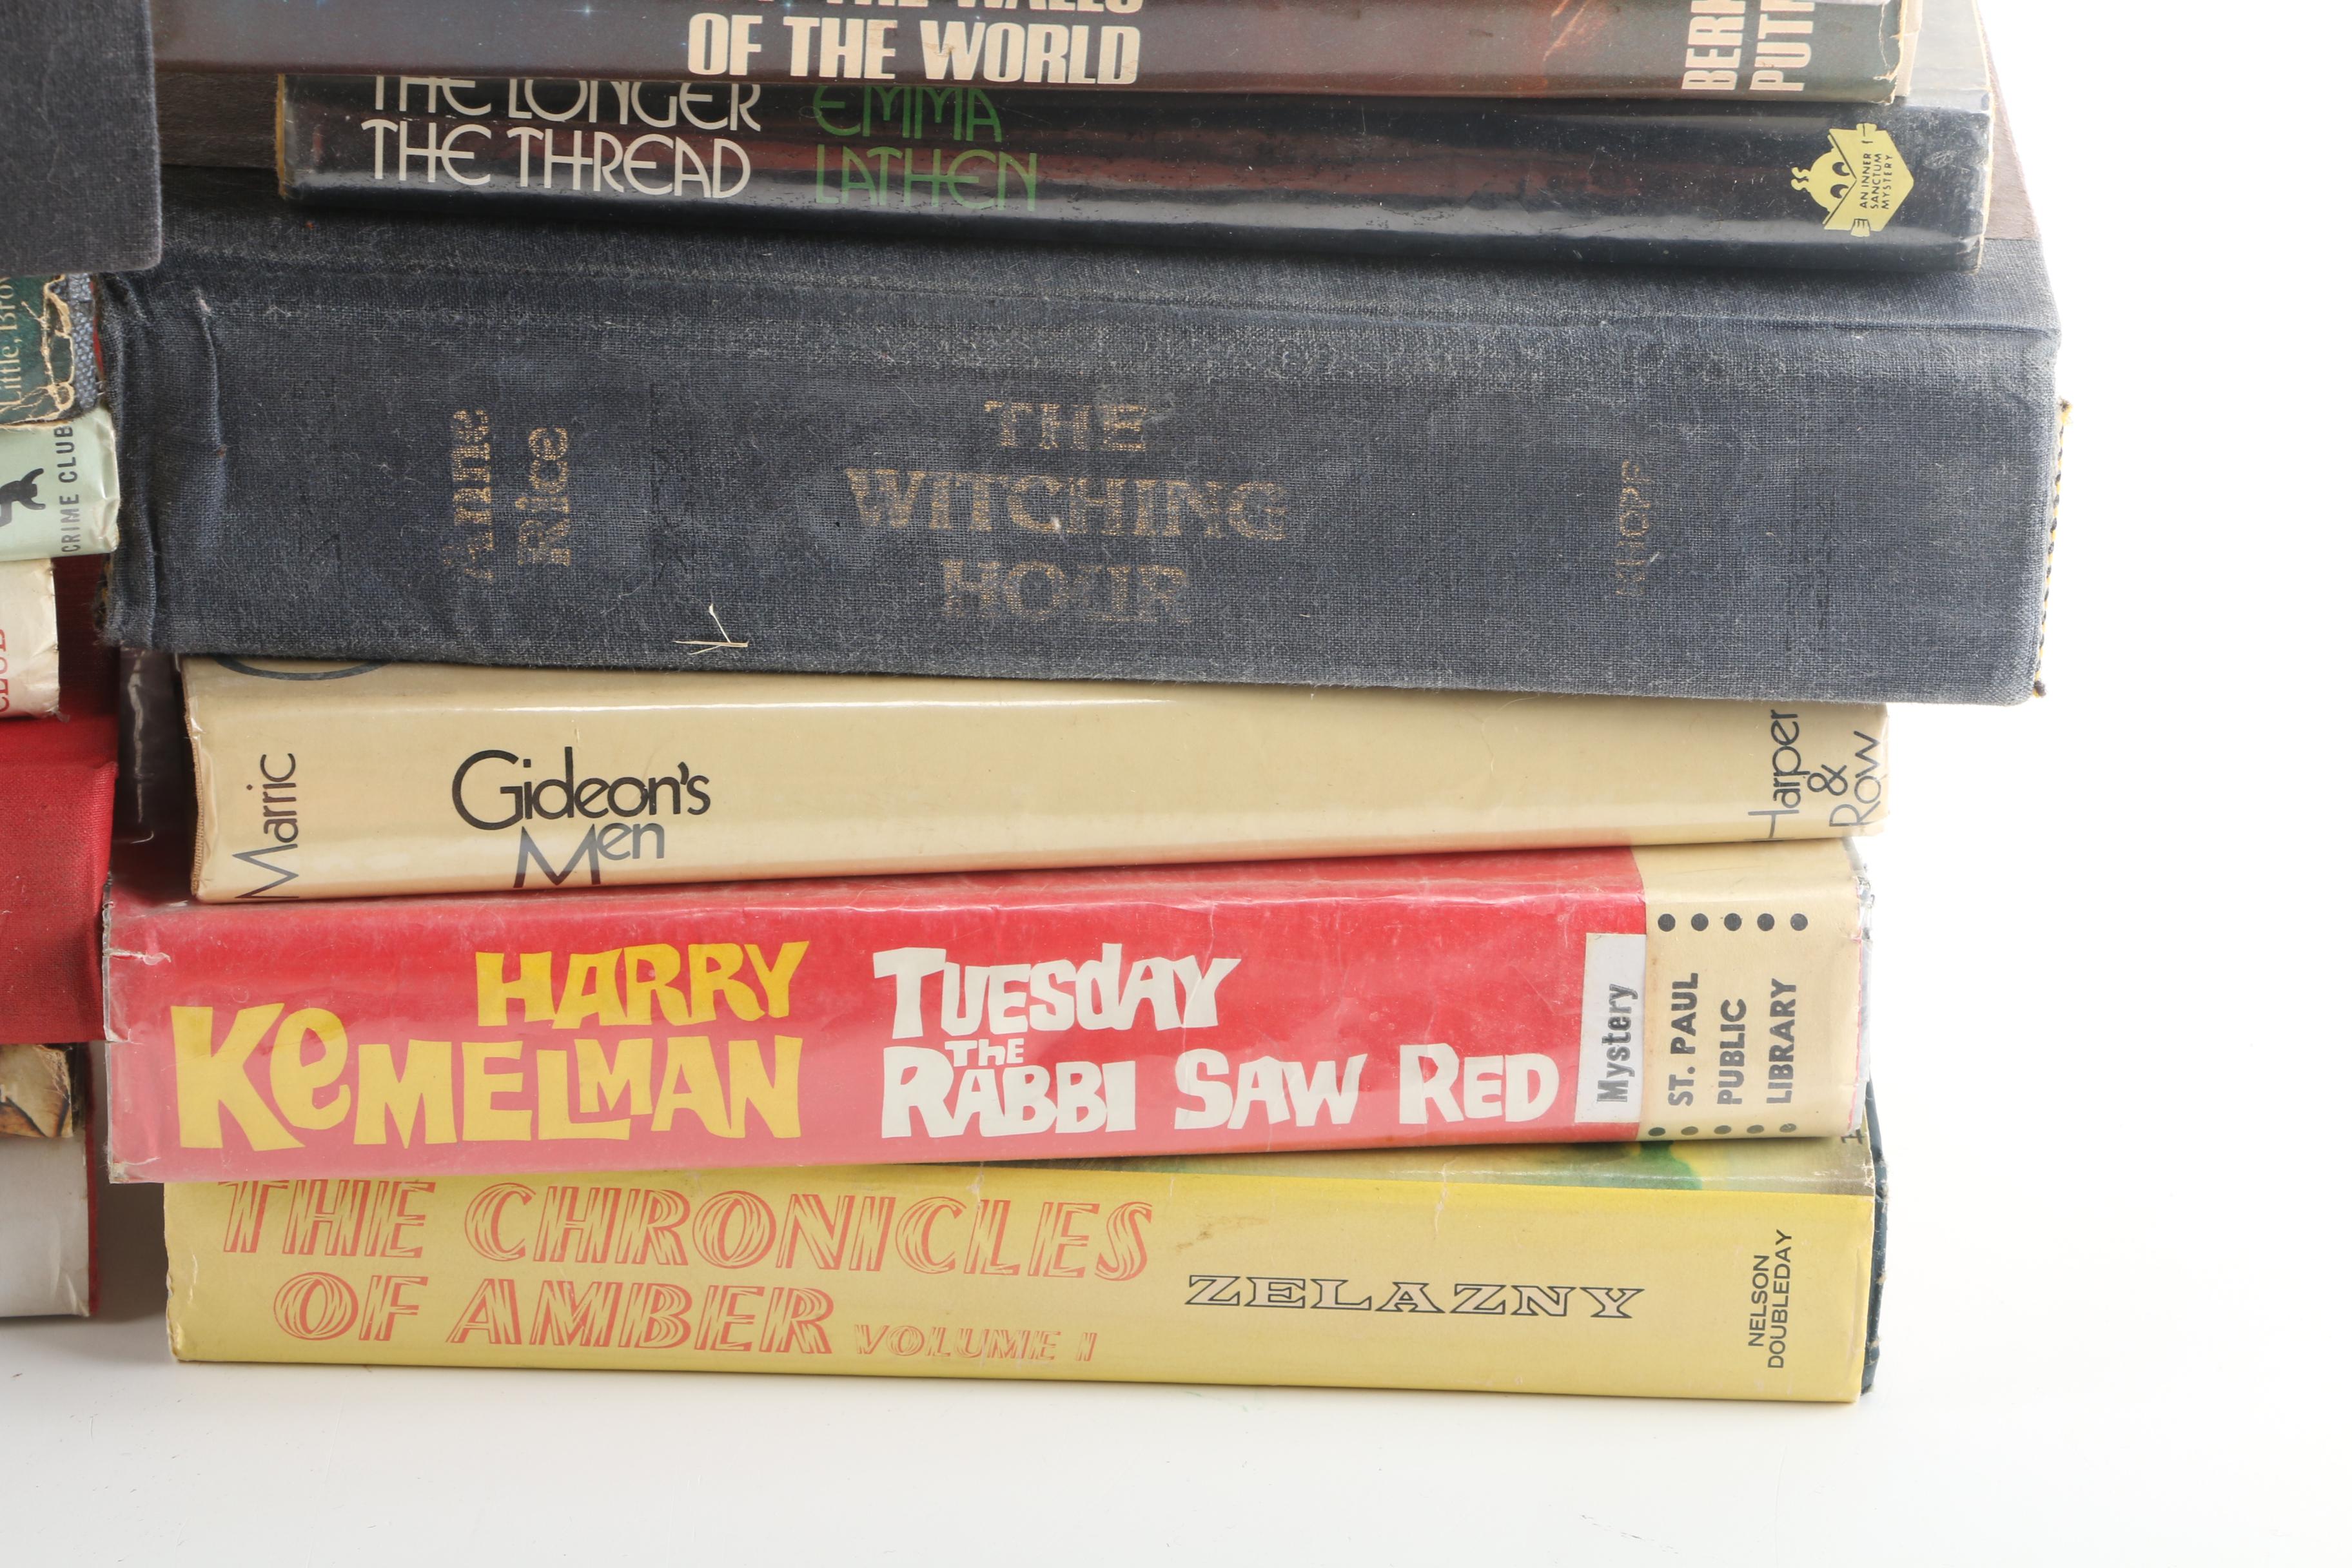 OF THE WORLD
THE LONGER
THE THREAD
EMMA
LATHEN
AN INNER
SANCTUM
MYSTERY
Anne
Rice
THE
WITCHING
HOUR
KNOPF
Marric
Gideon's
Men
Harper
&
Row
HARRY
KEMELMAN
TUESDAY
THE
RABBI SAW RED
Mystery
ST. PAUL
PUBLIC
LIBRARY
THE CHRONICLES
OF AMBER VOLUME I
ZELAZNY
NELSON
DOUBLEDAY
Little,
CRIME CLUB